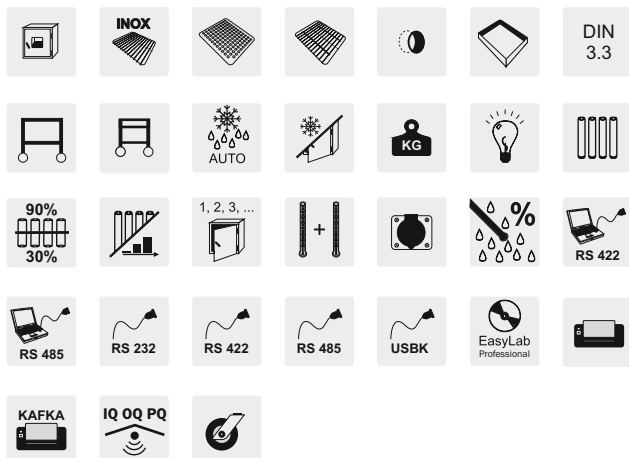 INOX
DIN
3.3
AUTO
KG
90%
30%
1, 2, 3, ...
+
%
RS 422
RS 485
RS 232
RS 422
RS 485
USBK
EasyLab
Professional
KAFKA
IQ OQ PQ